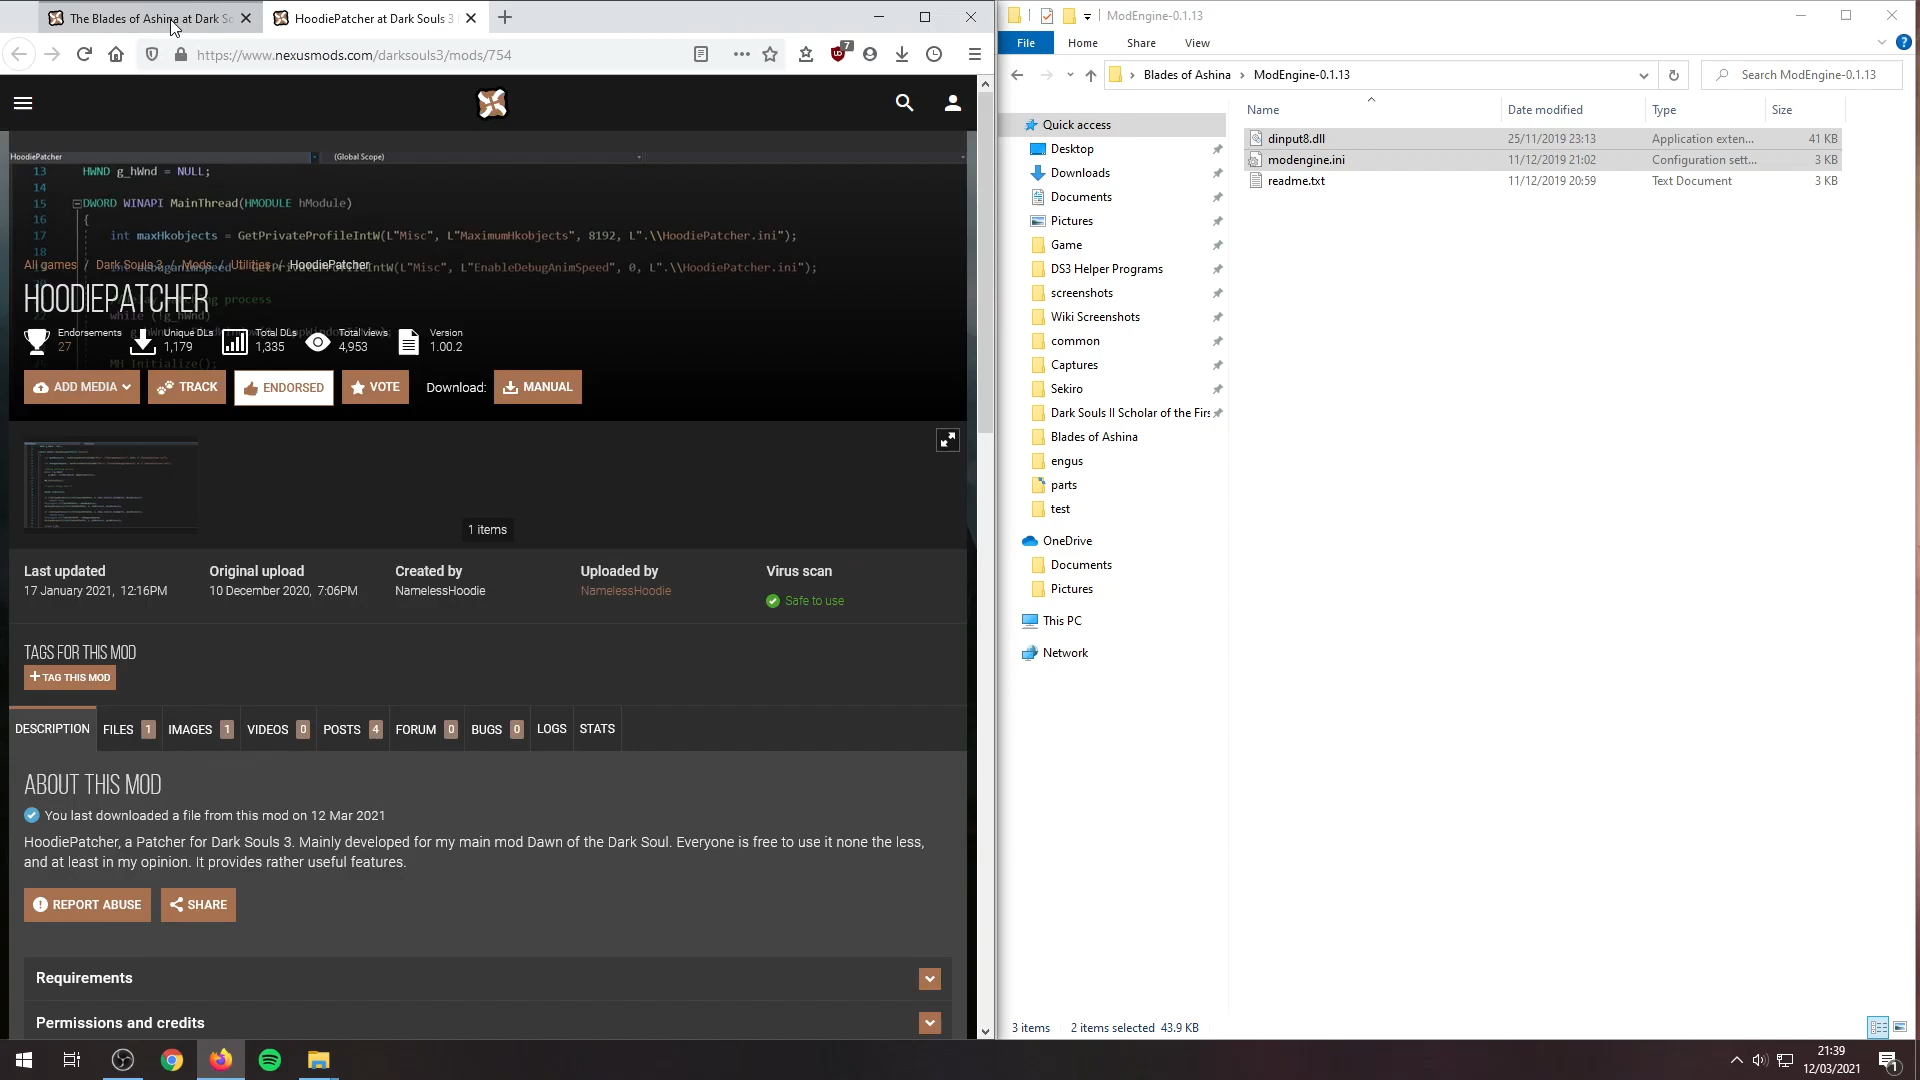 The Blades of Ashina at Dark So
HoodiePatcher at Dark Souls 3
ModEngine-0.1.13
https://www.nexusmods.com/darksouls3/mods/754
7
File
Home
Share
View
Blades of Ashina
ModEngine-0.1.13
Search ModEngine-0.1.13
Name
Date modified
Type
Size
dinput8.dll
25/11/2019 23:13
Application exten...
41 KB
modengine.ini
11/12/2019 21:02
Configuration sett...
3 KB
readme.txt
11/12/2019 20:59
Text Document
3 KB
Quick access
Desktop
Downloads
Documents
Pictures
Game
DS3 Helper Programs
screenshots
Wiki Screenshots
common
Captures
Sekiro
Dark Souls II Scholar of the Firs
Blades of Ashina
engus
parts
test
OneDrive
Documents
Pictures
This PC
Network
3 items
2 items selected 43.9 KB
HoodiePatcher
(Global Scope)
13 HWND g_hWnd = NULL;
14
15 DWORD WINAPI MainThread(HMODULE hModule)
16 {
17 int maxHkobjects = GetPrivateProfileIntW(L"Misc", L"MaximumHkobjects", 8192, L".\\HoodiePatcher.ini");
18
All games / Dark Souls 3 / Mods / Utilities / HoodiePatcher
int debuganimspeed = GetPrivateProfileIntW(L"Misc", L"EnableDebugAnimSpeed", 0, L".\\HoodiePatcher.ini");
HOODIEPATCHER
Endorsements
27
Unique DLs
1,179
Total DLs
1,335
Total views
4,953
Version
1.00.2
ADD MEDIA
TRACK
ENDORSED
VOTE
Download:
MANUAL
1 items
Last updated
17 January 2021, 12:16PM
Original upload
10 December 2020, 7:06PM
Created by
NamelessHoodie
Uploaded by
NamelessHoodie
Virus scan
Safe to use
TAGS FOR THIS MOD
TAG THIS MOD
DESCRIPTION
FILES 1
IMAGES 1
VIDEOS 0
POSTS 4
FORUM 0
BUGS 0
LOGS
STATS
ABOUT THIS MOD
You last downloaded a file from this mod on 12 Mar 2021
HoodiePatcher, a Patcher for Dark Souls 3. Mainly developed for my main mod Dawn of the Dark Soul. Everyone is free to use it none the less,
and at least in my opinion. It provides rather useful features.
REPORT ABUSE
SHARE
Requirements
Permissions and credits
21:39
12/03/2021
1